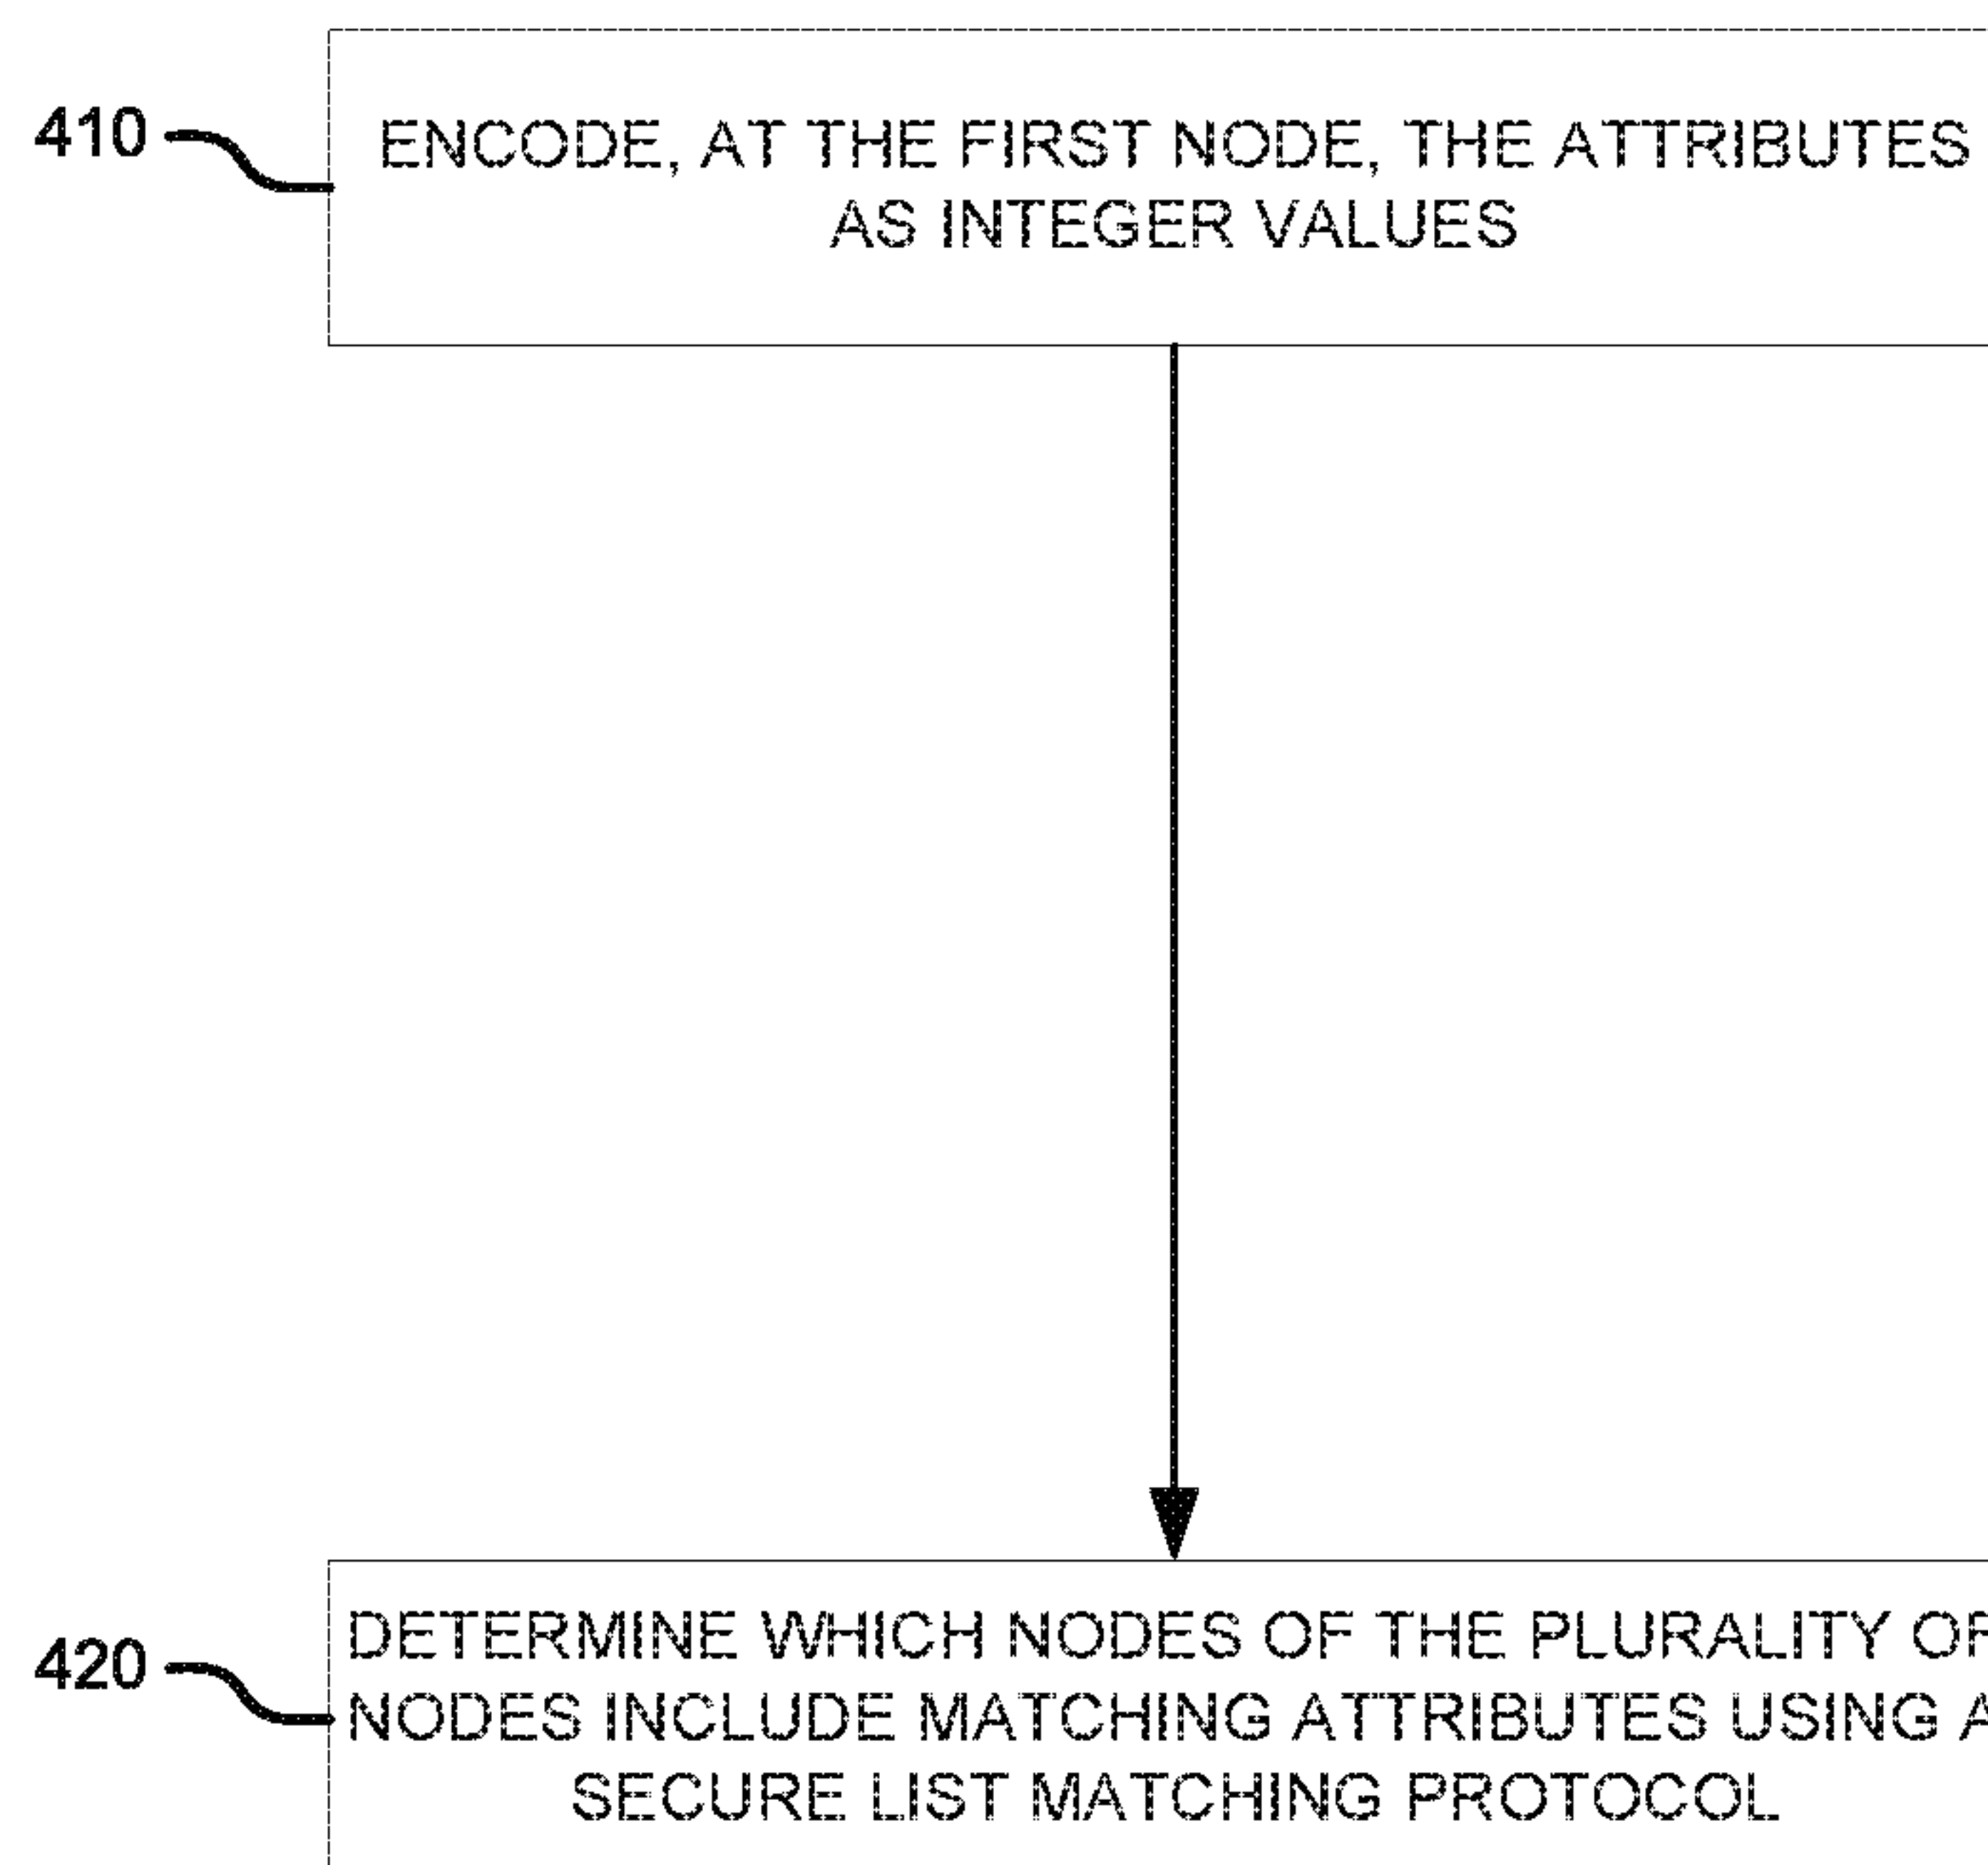 410
ENCODE, AT THE FIRST NODE, THE ATTRIBUTES
AS INTEGER VALUES
420
DETERMINE WHICH NODES OF THE PLURALITY OF
NODES INCLUDE MATCHING ATTRIBUTES USING A
SECURE LIST MATCHING PROTOCOL